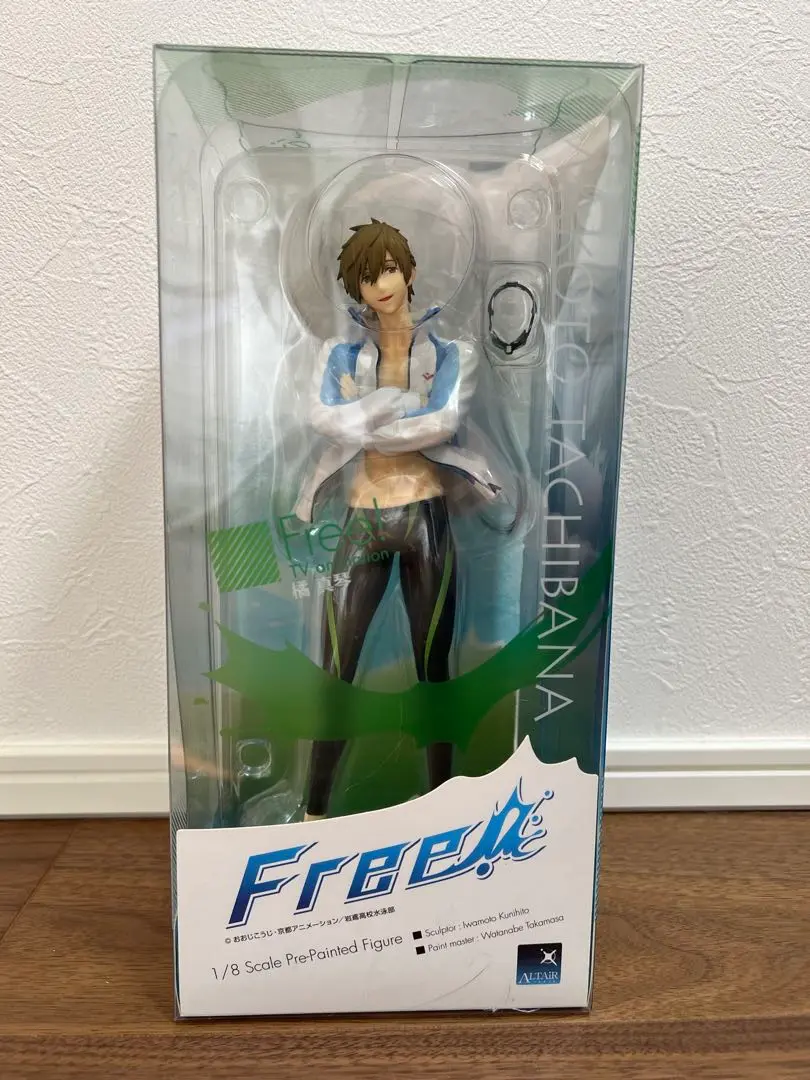 MAKOTO TACHIBANA
Free!
TV animation
橘 真琴
Free!
© おおじこうじ・京都アニメーション／岩鳶高校水泳部
1/8 Scale Pre-Painted Figure
■ Sculptor : Iwamoto Kunihito
■ Paint master : Watanabe Takamasa
ALTAiR